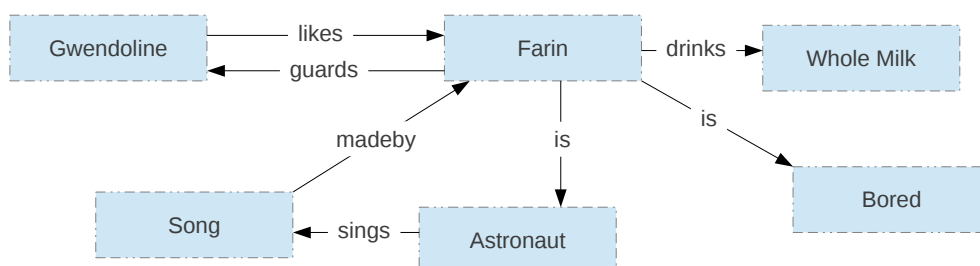 Gwendoline
likes
guards
Farin
drinks
Whole Milk
madeby
is
is
Bored
Song
sings
Astronaut